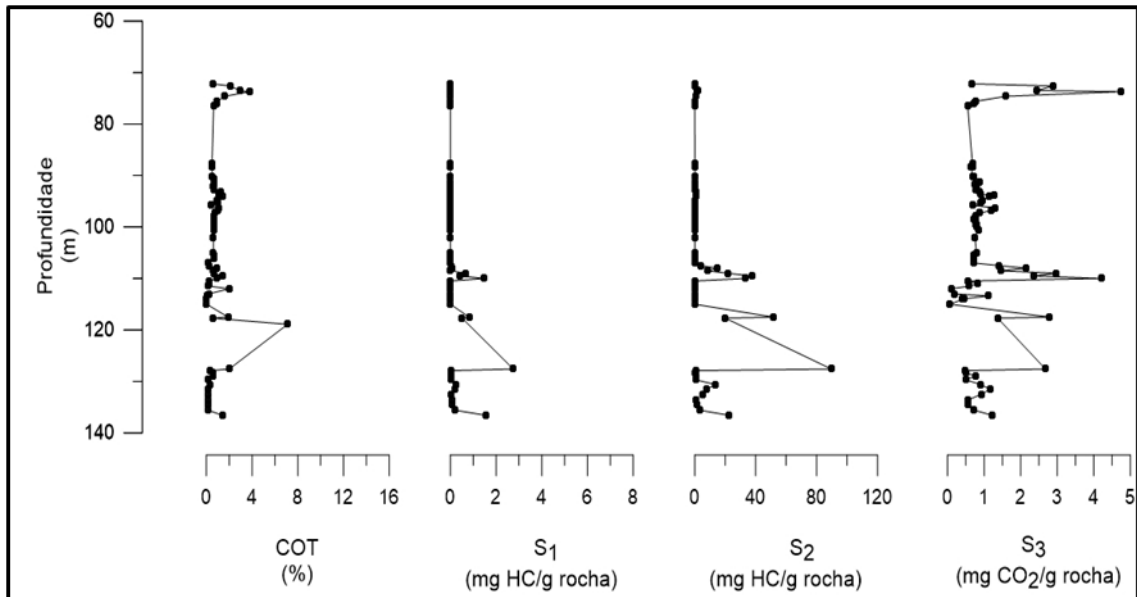 60
80
100
120
140
Profundidade
(m)
0 4 8 12 16
0 2 4 6 8
0 40 80 120
0 1 2 3 4 5
COT
(%)
S1
(mg HC/g rocha)
S2
(mg HC/g rocha)
S3
(mg CO2/g rocha)